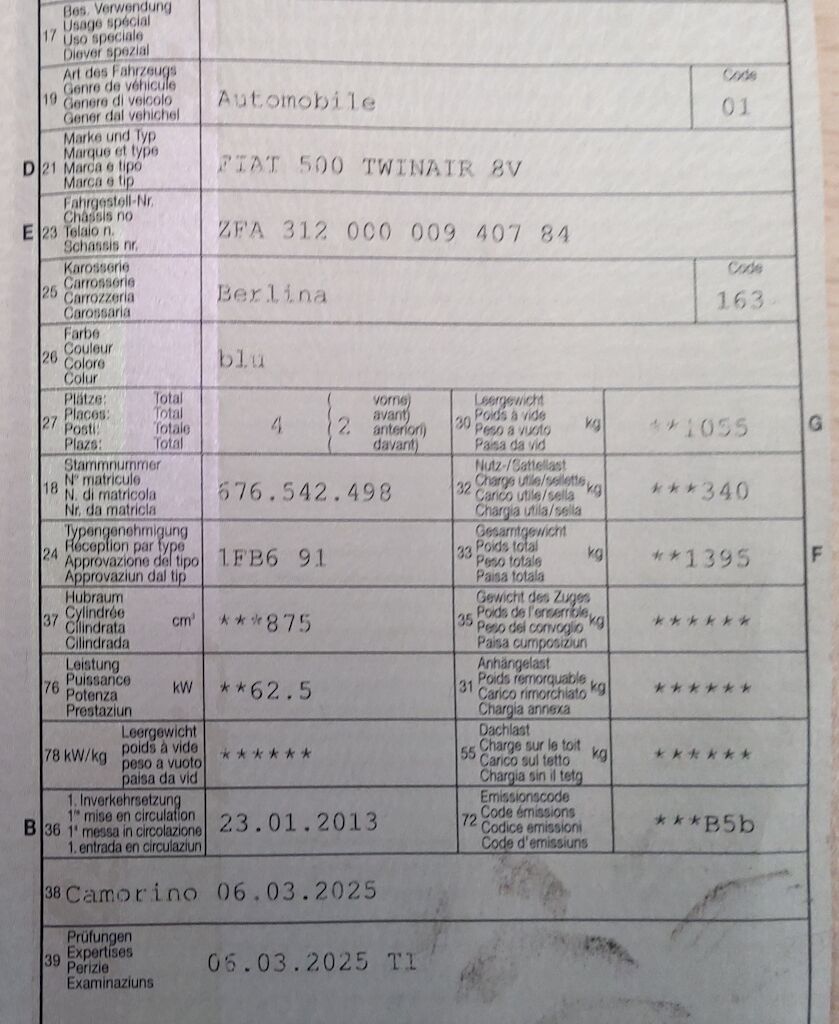 17 Bes. Verwendung
Usage spécial
Uso speciale
Diever spezial
19 Art des Fahrzeugs
Genre de véhicule
Genere di veicolo
Gener dal vehichel
Automobile
Code
01
D 21 Marke und Typ
Marque et type
Marca e tipo
Marca e tip
FIAT 500 TWINAIR 8V
E 23 Fahrgestell-Nr.
Châssis no
Telaio n.
Schassis nr.
ZFA 312 000 009 407 84
25 Karosserie
Carrosserie
Carrozzeria
Carossaria
Berlina
Code
163
26 Farbe
Couleur
Colore
Colur
blu
27 Plätze: Total
Places: Total
Posti: Totale
Plazs: Total
4
( vorne)
( 2 avant)
( anteriori)
( davant)
30 Leergewicht
Poids à vide
Peso a vuoto
Paisa da vid
kg
**1055
G
18 Stammnummer
N° matricule
N. di matricola
Nr. da matricla
676.542.498
32 Nutz-/Sattellast
Charge utile/sellette
Carico utile/sella
Chargia utila/sella
kg
***340
24 Typengenehmigung
Réception par type
Approvazione del tipo
Approvaziun dal tip
1FB6 91
33 Gesamtgewicht
Poids total
Peso totale
Paisa totala
kg
**1395
F
37 Hubraum
Cylindrée
Cilindrata
Cilindrada
cm³
***875
35 Gewicht des Zuges
Poids de l'ensemble
Peso del convoglio
Paisa cumposiziun
kg
******
76 Leistung
Puissance
Potenza
Prestaziun
kW
**62.5
31 Anhängelast
Poids remorquable
Carico rimorchiato
Chargia annexa
kg
******
78 kW/kg
Leergewicht
poids à vide
peso a vuoto
paisa da vid
******
55 Dachlast
Charge sur le toit
Carico sul tetto
Chargia sin il tetg
kg
******
B 36 1. Inverkehrsetzung
1re mise en circulation
1a messa in circolazione
1. entrada en circulaziun
23.01.2013
72 Emissionscode
Code émissions
Codice emissioni
Code d'emissiuns
***B5b
38 Camorino 06.03.2025
39 Prüfungen
Expertises
Perizie
Examinaziuns
06.03.2025 TI